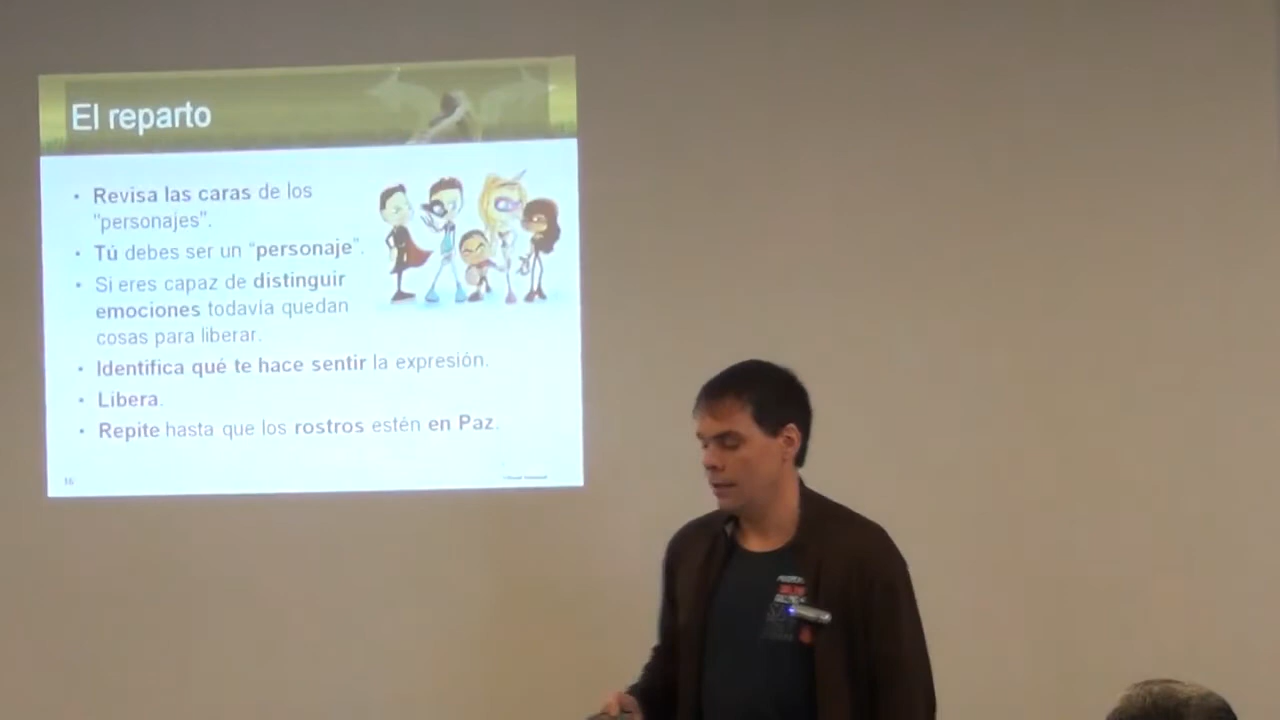 El reparto
• Revisa las caras de los
"personajes".
• Tú debes ser un "personaje".
• Si eres capaz de distinguir
emociones todavía quedan
cosas para liberar.
• Identifica qué te hace sentir la expresión.
• Libera.
• Repite hasta que los rostros estén en Paz.
16